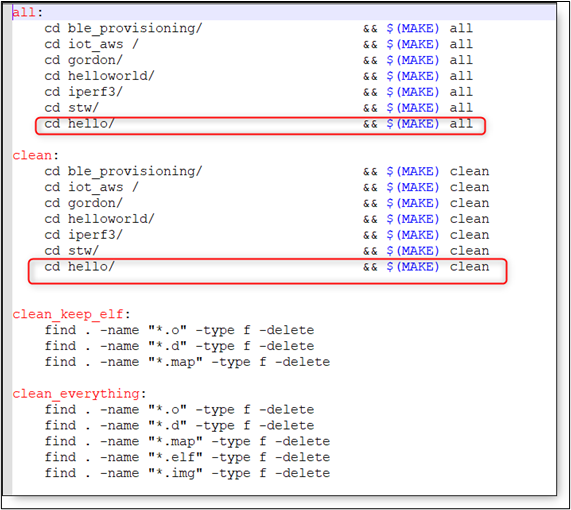 all:
cd ble_provisioning/ && $(MAKE) all
cd iot_aws / && $(MAKE) all
cd gordon/ && $(MAKE) all
cd helloworld/ && $(MAKE) all
cd iperf3/ && $(MAKE) all
cd stw/ && $(MAKE) all
cd hello/ && $(MAKE) all
clean:
cd ble_provisioning/ && $(MAKE) clean
cd iot_aws / && $(MAKE) clean
cd gordon/ && $(MAKE) clean
cd helloworld/ && $(MAKE) clean
cd iperf3/ && $(MAKE) clean
cd stw/ && $(MAKE) clean
cd hello/ && $(MAKE) clean
clean_keep_elf:
find . -name "*.o" -type f -delete
find . -name "*.d" -type f -delete
find . -name "*.map" -type f -delete
clean_everything:
find . -name "*.o" -type f -delete
find . -name "*.d" -type f -delete
find . -name "*.map" -type f -delete
find . -name "*.elf" -type f -delete
find . -name "*.img" -type f -delete